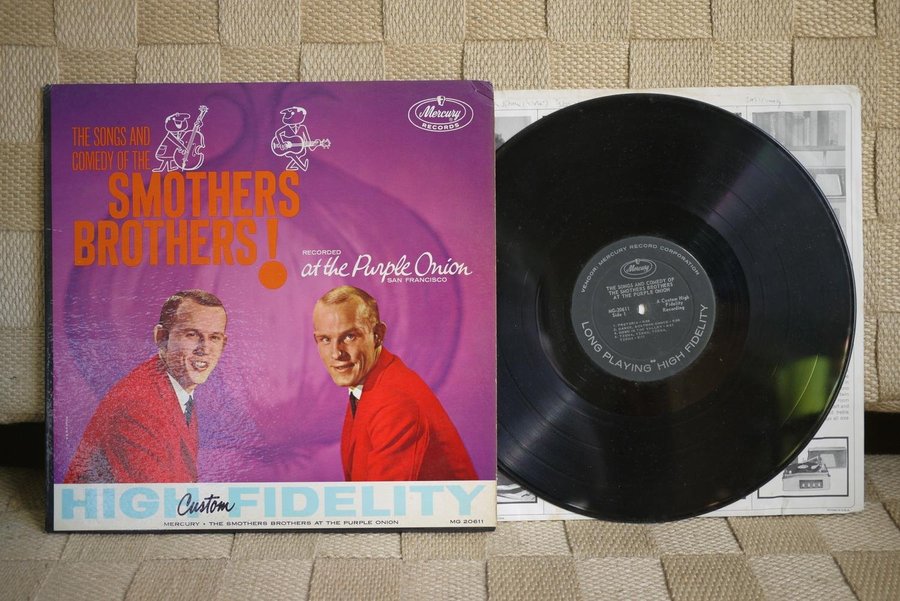 THE SONGS AND
COMEDY OF THE
SMOTHERS
BROTHERS!
Mercury
RECORDS
RECORDED
at the Purple Onion
SAN FRANCISCO
HIGH Custom FIDELITY
MERCURY • THE SMOTHERS BROTHERS AT THE PURPLE ONION
MG 20611
VENDOR: MERCURY RECORD CORPORATION
Mercury
THE SONGS AND COMEDY OF
THE SMOTHERS BROTHERS
AT THE PURPLE ONION
MG-20611
Side 1
A Custom High
Fidelity
Recording
LONG PLAYING HIGH FIDELITY